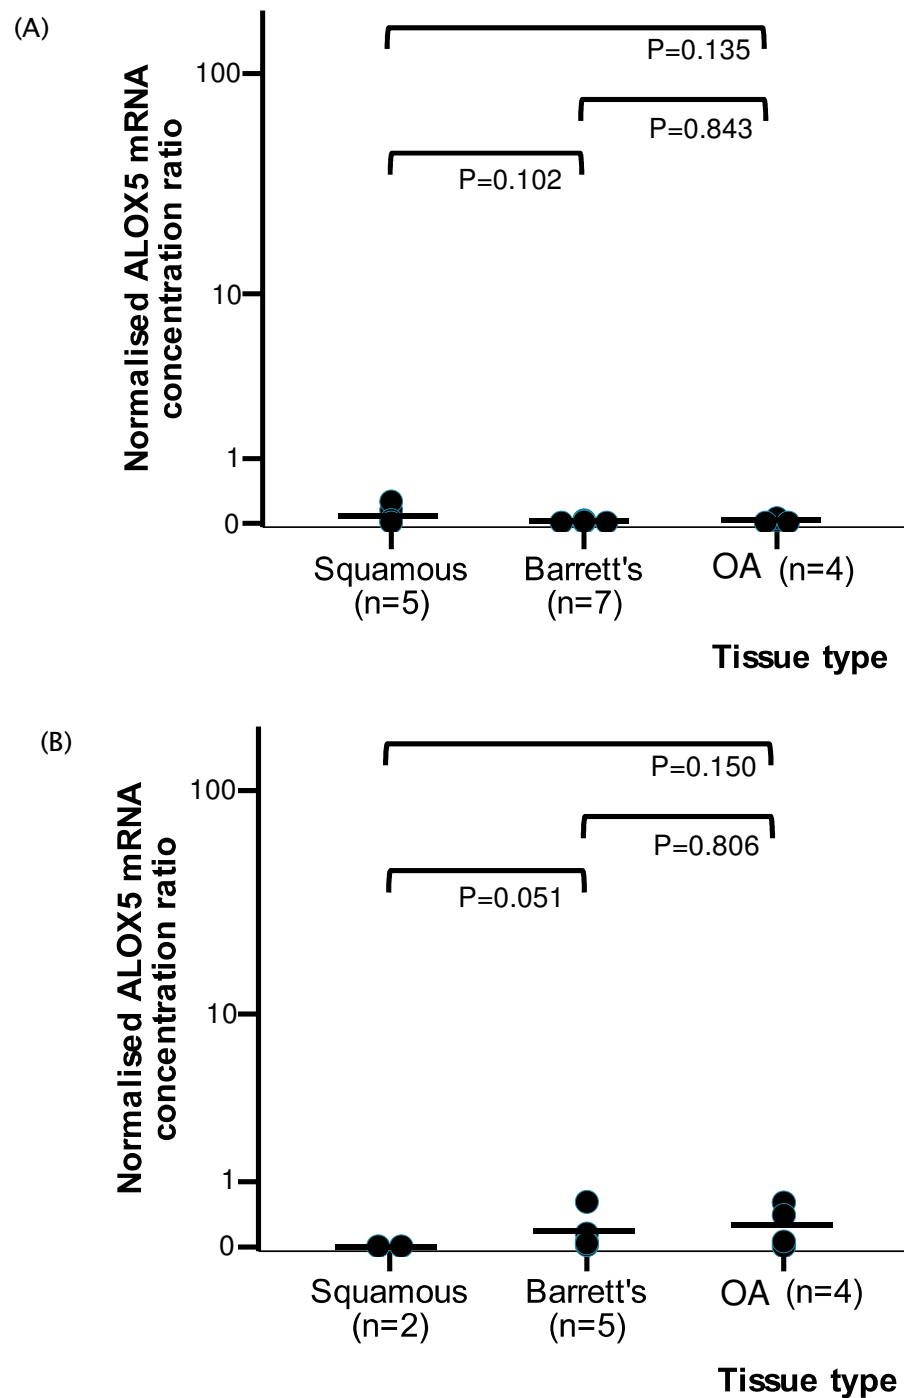 (A)
Normalised ALOX5 mRNA
concentration ratio
100
10
1
0
P=0.135
P=0.843
P=0.102
Squamous
(n=5)
Barrett's
(n=7)
OA (n=4)
Tissue type
(B)
Normalised ALOX5 mRNA
concentration ratio
100
10
1
0
P=0.150
P=0.806
P=0.051
Squamous
(n=2)
Barrett's
(n=5)
OA (n=4)
Tissue type